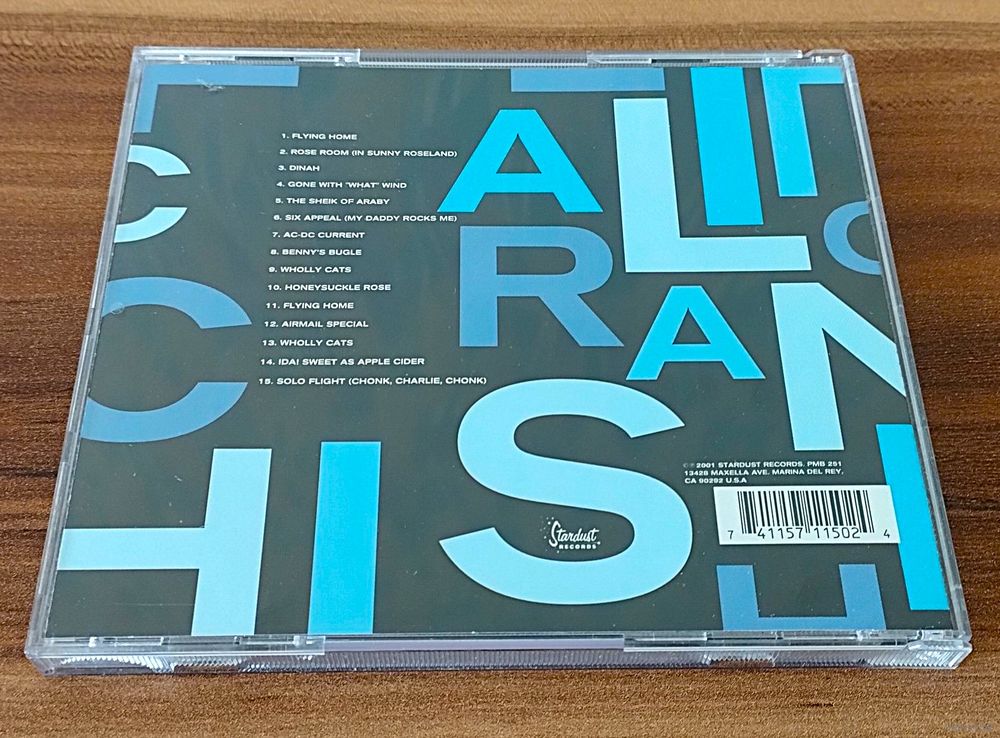 1. FLYING HOME
2. ROSE ROOM (IN SUNNY ROSELAND)
3. DINAH
4. GONE WITH "WHAT" WIND
5. THE SHEIK OF ARABY
6. SIX APPEAL (MY DADDY ROCKS ME)
7. AC-DC CURRENT
8. BENNY'S BUGLE
9. WHOLLY CATS
10. HONEYSUCKLE ROSE
11. FLYING HOME
12. AIRMAIL SPECIAL
13. WHOLLY CATS
14. IDA! SWEET AS APPLE CIDER
15. SOLO FLIGHT (CHONK, CHARLIE, CHONK)
A L I
C R C
C A N
H I S
© ℗ 2001 STARDUST RECORDS. PMB 251
13428 MAXELLA AVE. MARINA DEL REY,
CA 90292 U.S.A
7 41157 11502 4
Stardust
RECORDS